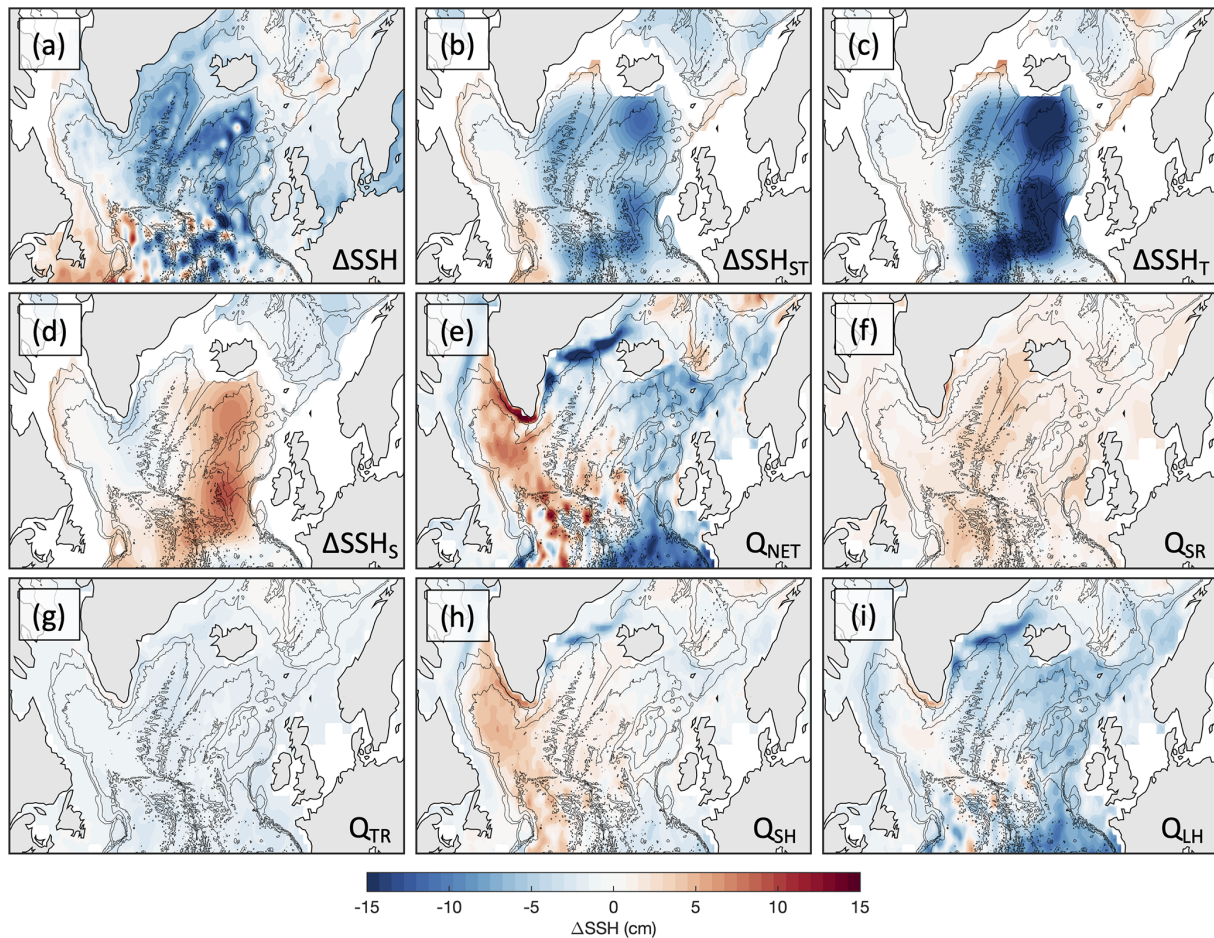 (a)
ΔSSH
(b)
ΔSSH_ST
(c)
ΔSSH_T
(d)
ΔSSH_S
(e)
Q_NET
(f)
Q_SR
(g)
Q_TR
(h)
Q_SH
(i)
Q_LH
-15 -10 -5 0 5 10 15
ΔSSH (cm)